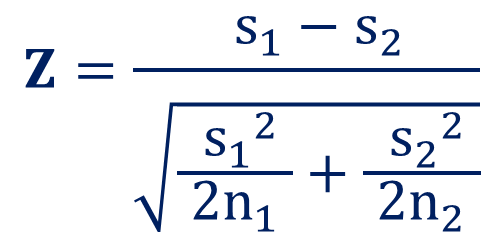 Z = (s₁ − s₂) / √(s₁²/2n₁ + s₂²/2n₂)